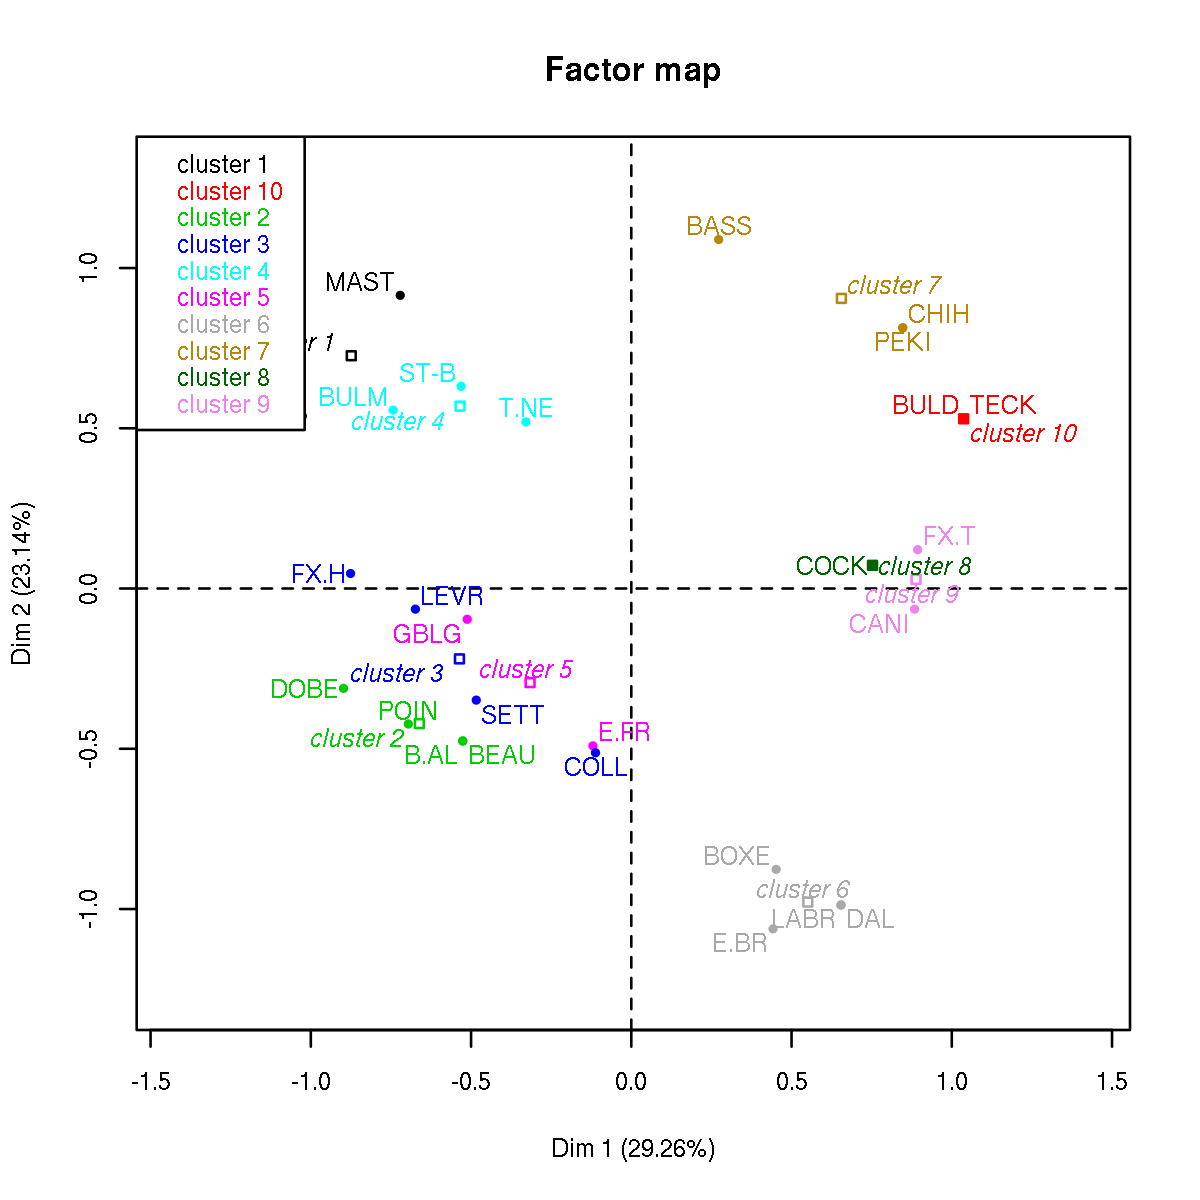 Factor map
cluster 1
cluster 10
cluster 2
cluster 3
cluster 4
cluster 5
cluster 6
cluster 7
cluster 8
cluster 9
BASS
MAST
cluster 7
CHIH
PEKI
r 1
ST-B
BULM
T.NE
cluster 4
BULD TECK
cluster 10
FX.T
COCK cluster 8
cluster 9
CANI
FX.H
LEVR
GBLG
cluster 3
cluster 5
DOBE
POIN
SETT
cluster 2
B.AL BEAU
E.FR
COLL
BOXE
cluster 6
LABR DAL
E.BR
1.0
0.5
0.0
-0.5
-1.0
Dim 2 (23.14%)
-1.5 -1.0 -0.5 0.0 0.5 1.0 1.5
Dim 1 (29.26%)